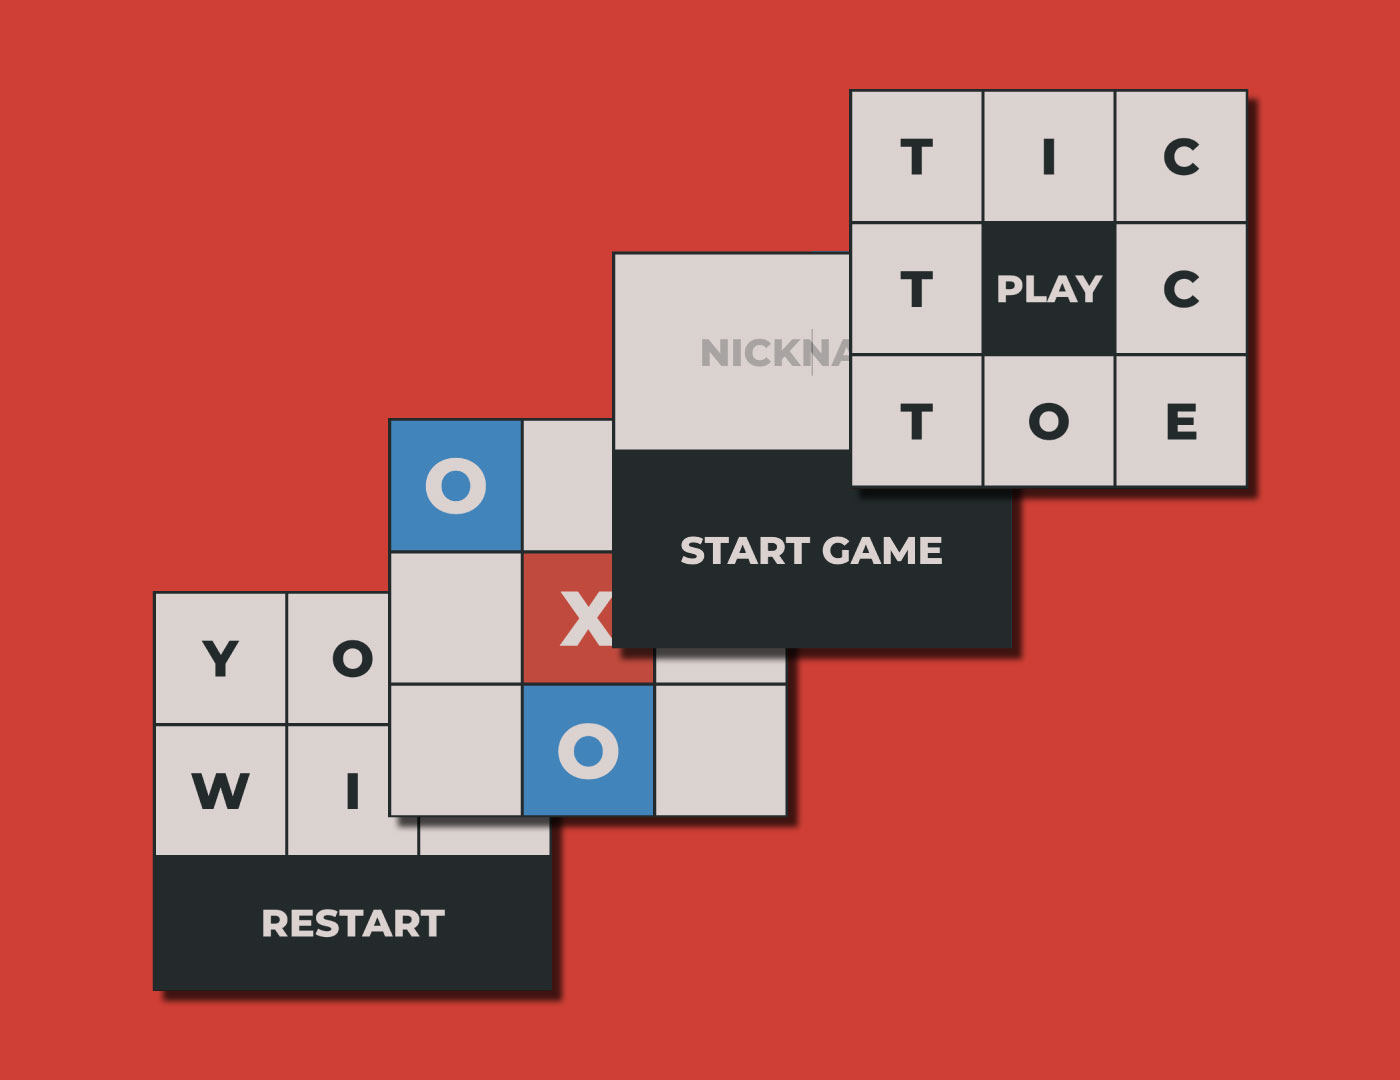 T I C
T PLAY C
T O E
NICKNA
START GAME
O
X
O
Y O
W I
RESTART